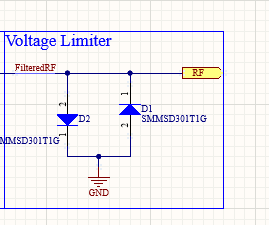 Voltage Limiter
FilteredRF
RF
2
1
D2
D1
MMSD301T1G
SMMSD301T1G
1
2
GND